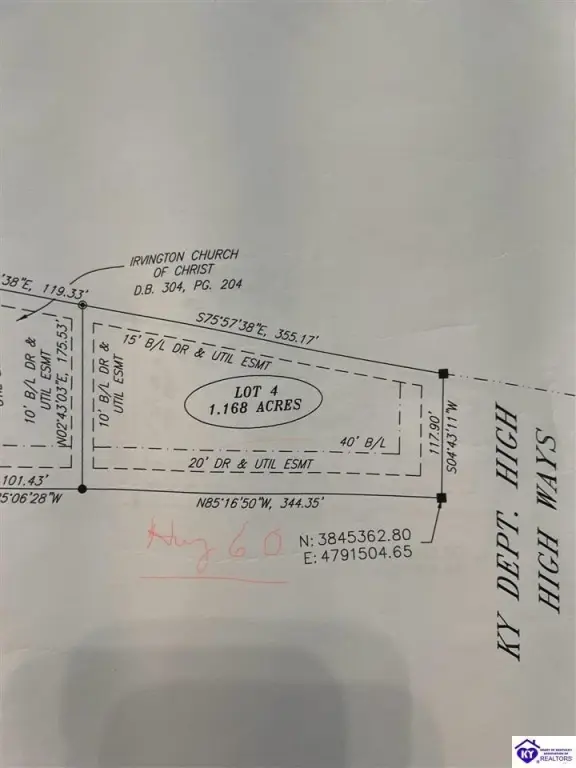 IRVINGTON CHURCH
OF CHRIST
D.B. 304, PG. 204
'38"E, 119.33'
S75°57'38"E, 355.17'
15' B/L DR & UTIL ESMT
10' B/L DR &
UTIL ESMT
N02°43'03"E, 175.53'
10' B/L DR &
UTIL ESMT
LOT 4
1.168 ACRES
40' B/L
20' DR & UTIL ESMT
117.90'
S04°43'11"W
101.43'
5°06'28"W
N85°16'50"W, 344.35'
Hwy 60
N: 3845362.80
E: 4791504.65
KY DEPT. HIGH
HIGH WAYS
KY
REALTORS